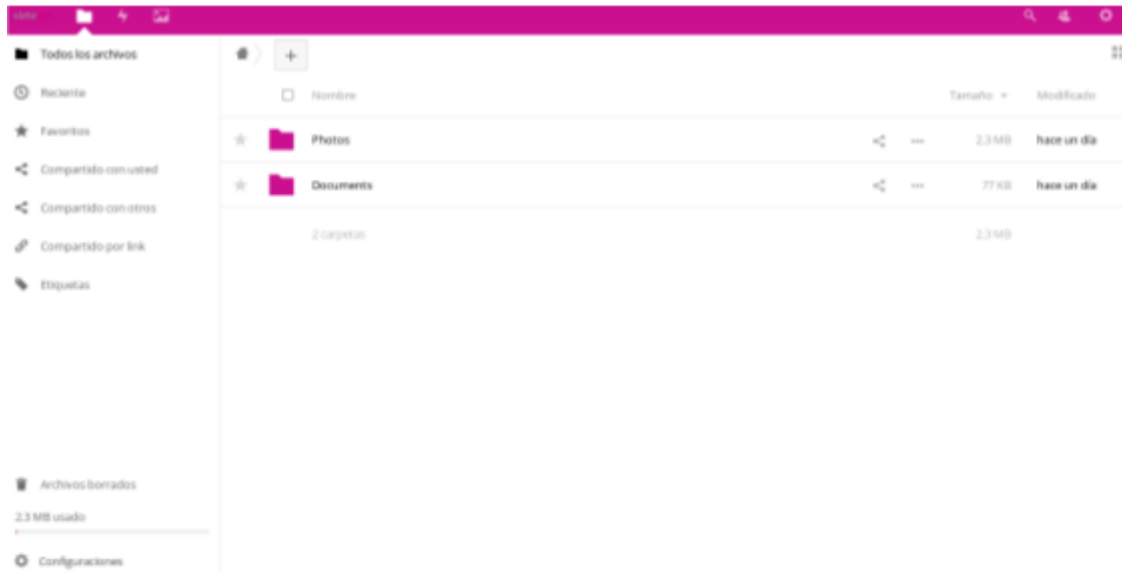 siete
Todos los archivos
Reciente
Favoritos
Compartido con usted
Compartido con otros
Compartido por link
Etiquetas
Archivos borrados
2.3 MB usado
Configuraciones
Nombre Tamaño Modificado
Photos 2.3 MB hace un día
Documents 77 KB hace un día
2 carpetas 2.3 MB